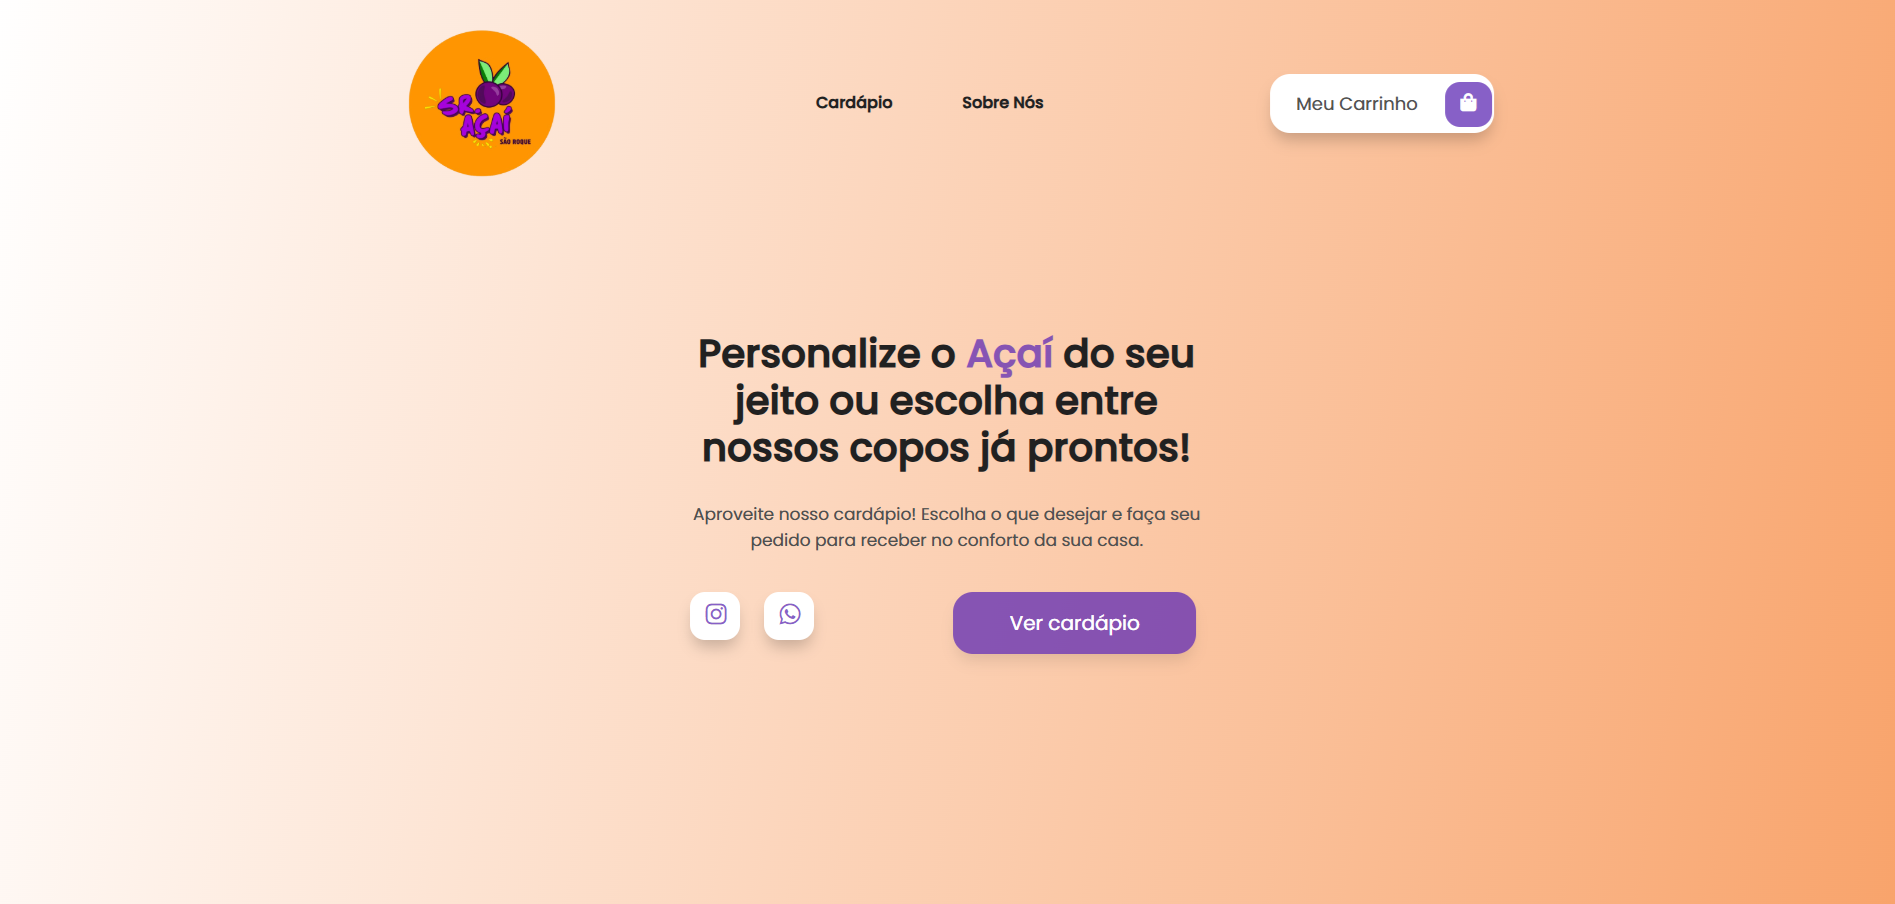 SR. AÇAÍ
SÃO ROQUE
Cardápio
Sobre Nós
Meu Carrinho
Personalize o Açaí do seu
jeito ou escolha entre
nossos copos já prontos!
Aproveite nosso cardápio! Escolha o que desejar e faça seu
pedido para receber no conforto da sua casa.
Ver cardápio